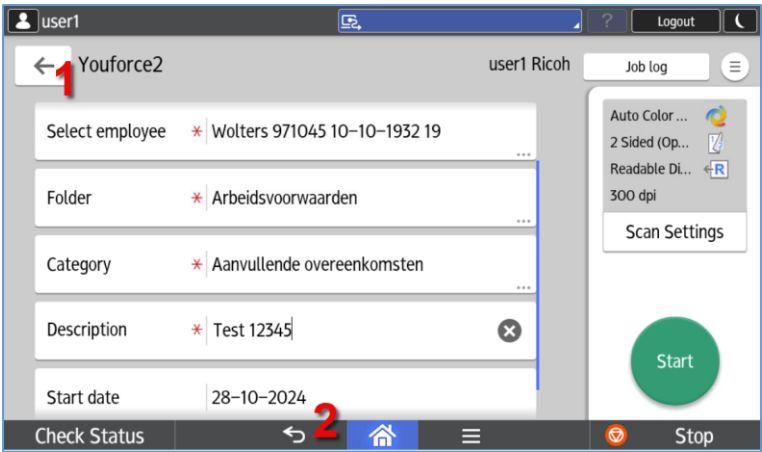 user1
?
Logout
← Youforce2
1
user1 Ricoh
Job log
Select employee * Wolters 971045 10-10-1932 19
...
Folder * Arbeidsvoorwaarden
...
Category * Aanvullende overeenkomsten
...
Description * Test 12345
Start date 28-10-2024
2
Auto Color ...
2 Sided (Op...
Readable Di... R
300 dpi
Scan Settings
Start
Check Status
Stop